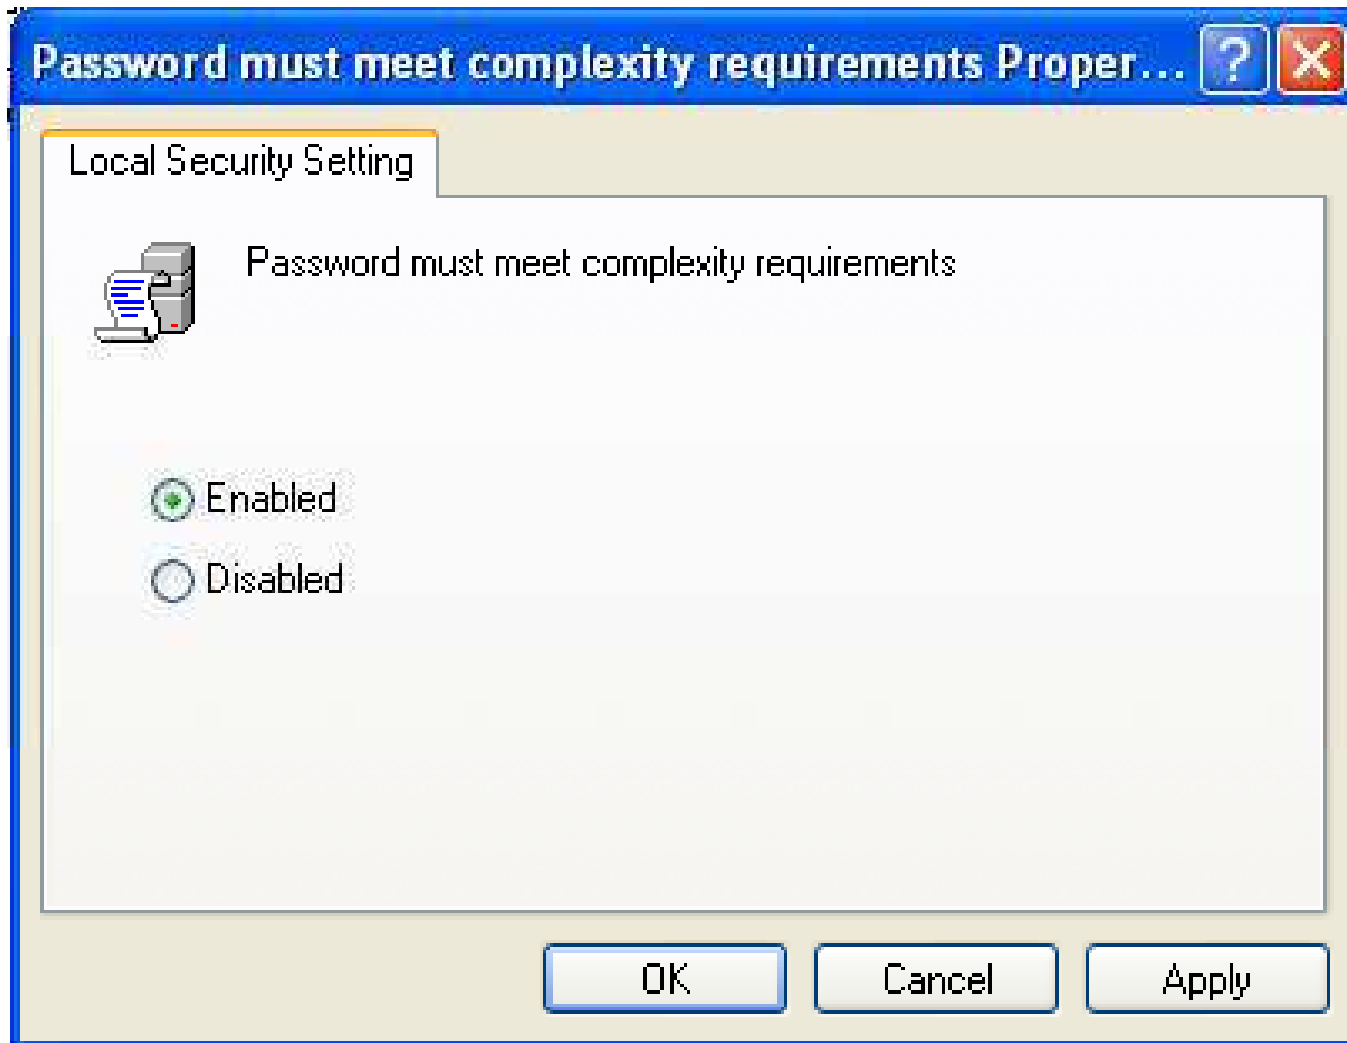 Password must meet complexity requirements Proper... ?
Local Security Setting
Password must meet complexity requirements
Enabled
Disabled
OK Cancel Apply